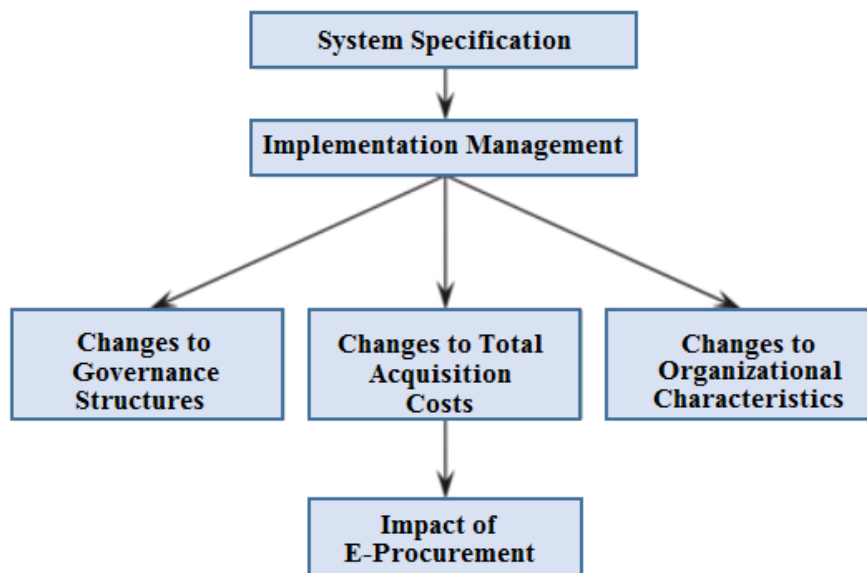 System Specification
Implementation Management
Changes to
Governance
Structures
Changes to Total
Acquisition
Costs
Changes to
Organizational
Characteristics
Impact of
E-Procurement